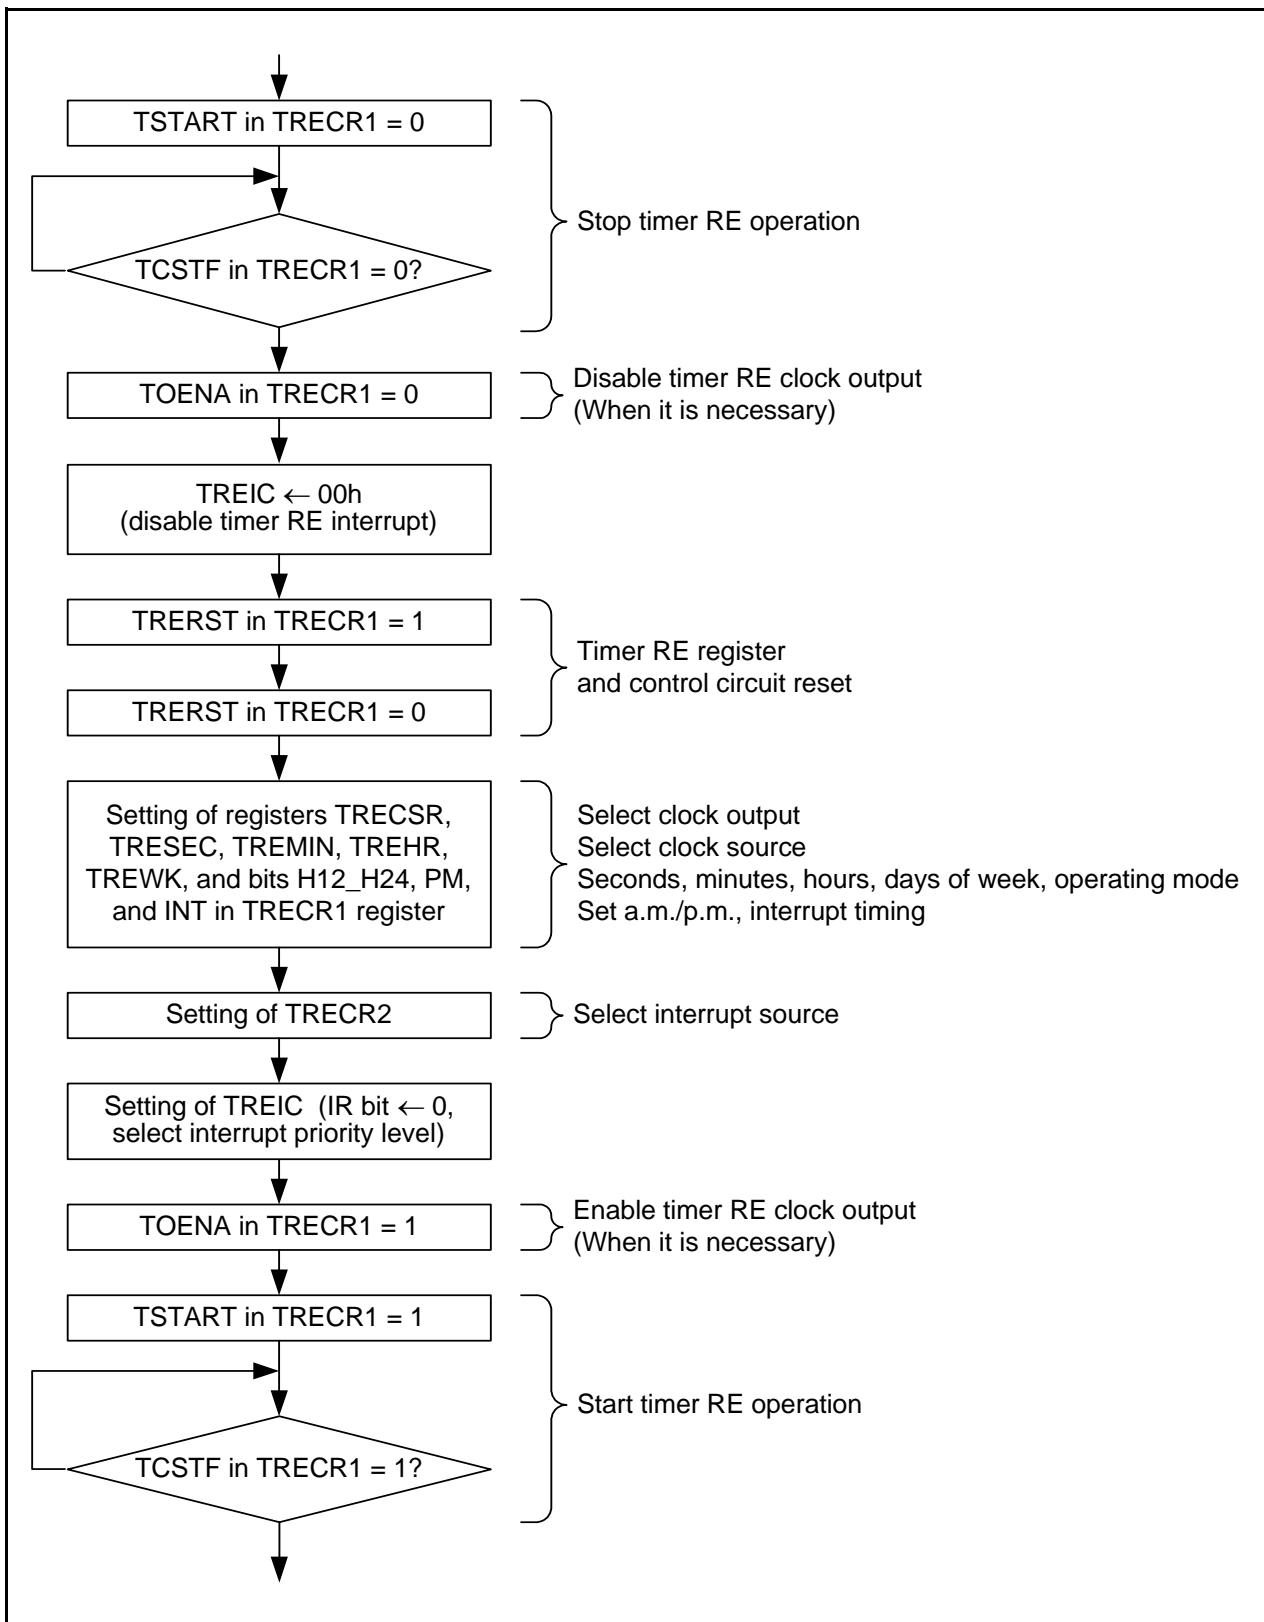 TSTART in TRECR1 = 0
TCSTF in TRECR1 = 0?
Stop timer RE operation
TOENA in TRECR1 = 0
Disable timer RE clock output
(When it is necessary)
TREIC ← 00h
(disable timer RE interrupt)
TRERST in TRECR1 = 1
TRERST in TRECR1 = 0
Timer RE register
and control circuit reset
Setting of registers TRECSR,
TRESEC, TREMIN, TREHR,
TREWK, and bits H12_H24, PM,
and INT in TRECR1 register
Select clock output
Select clock source
Seconds, minutes, hours, days of week, operating mode
Set a.m./p.m., interrupt timing
Setting of TRECR2
Select interrupt source
Setting of TREIC (IR bit ← 0,
select interrupt priority level)
TOENA in TRECR1 = 1
Enable timer RE clock output
(When it is necessary)
TSTART in TRECR1 = 1
TCSTF in TRECR1 = 1?
Start timer RE operation